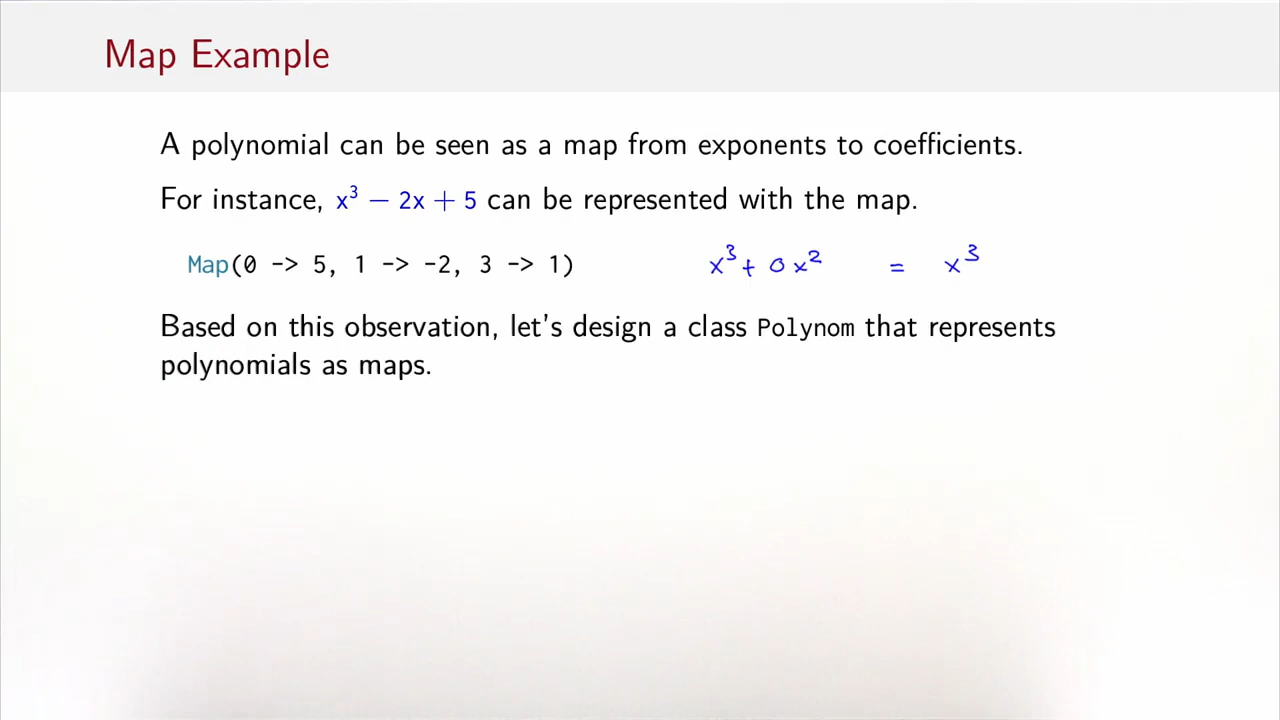 Map Example
A polynomial can be seen as a map from exponents to coefficients.
For instance, x³ − 2x + 5 can be represented with the map.
Map(0 -> 5, 1 -> -2, 3 -> 1) x³ + 0x² = x³
Based on this observation, let's design a class Polynom that represents
polynomials as maps.